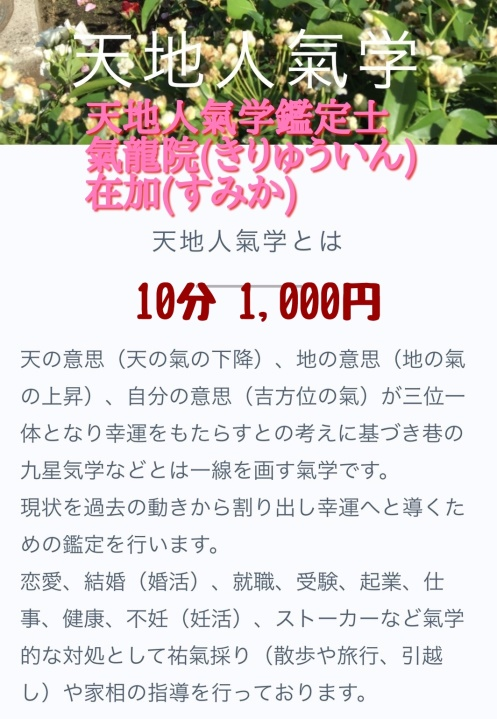 天地人氣学
天地人氣学鑑定士
氣龍院(きりゅういん)
在加(すみか)
天地人氣学とは
10分 1,000円
天の意思（天の氣の下降）、地の意思（地の氣
の上昇）、自分の意思（吉方位の氣）が三位一
体となり幸運をもたらすとの考えに基づき巷の
九星気学などとは一線を画す氣学です。
現状を過去の動きから割り出し幸運へと導くた
めの鑑定を行います。
恋愛、結婚（婚活）、就職、受験、起業、仕
事、健康、不妊（妊活）、ストーカーなど氣学
的な対処として祐氣採り（散歩や旅行、引越
し）や家相の指導を行っております。